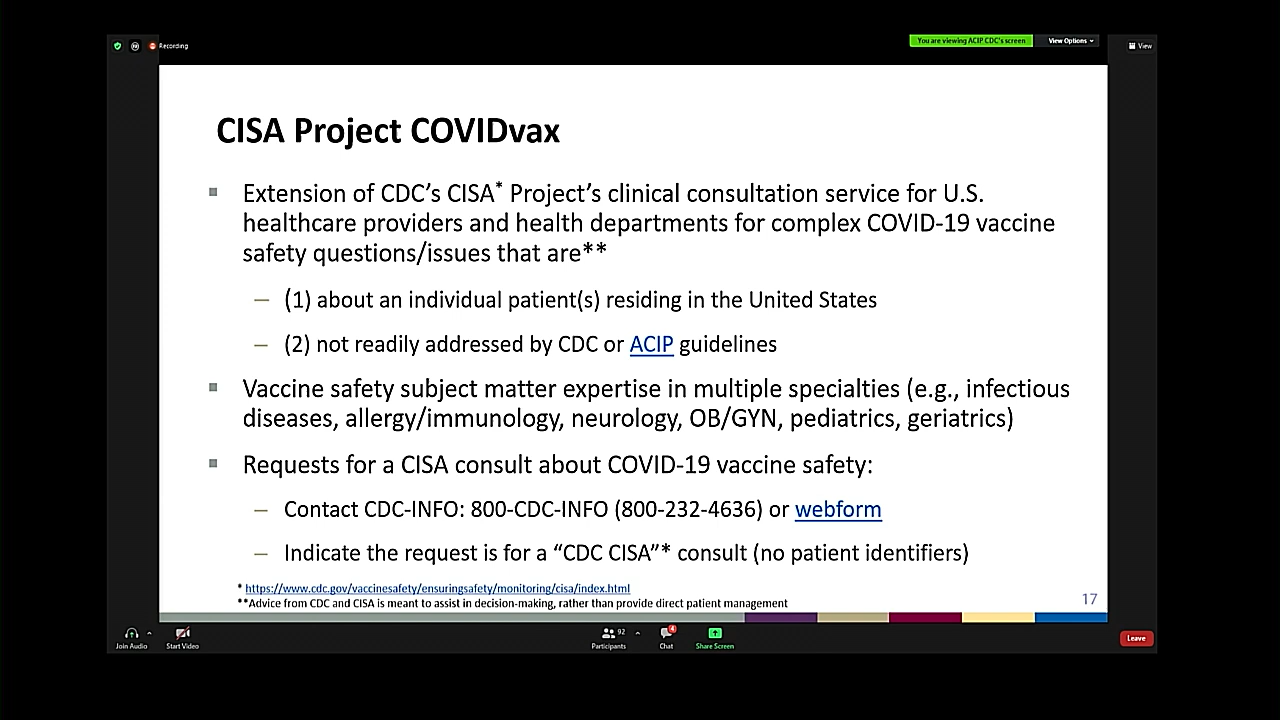 Recording
You are viewing ACIP CDC's screen
View Options
View
CISA Project COVIDvax
Extension of CDC's CISA* Project's clinical consultation service for U.S.
healthcare providers and health departments for complex COVID-19 vaccine
safety questions/issues that are**
– (1) about an individual patient(s) residing in the United States
– (2) not readily addressed by CDC or ACIP guidelines
Vaccine safety subject matter expertise in multiple specialties (e.g., infectious
diseases, allergy/immunology, neurology, OB/GYN, pediatrics, geriatrics)
Requests for a CISA consult about COVID-19 vaccine safety:
– Contact CDC-INFO: 800-CDC-INFO (800-232-4636) or webform
– Indicate the request is for a “CDC CISA”* consult (no patient identifiers)
* https://www.cdc.gov/vaccinesafety/ensuringsafety/monitoring/cisa/index.html
**Advice from CDC and CISA is meant to assist in decision-making, rather than provide direct patient management
17
Join Audio
Start Video
92
Participants
4
Chat
Share Screen
Leave